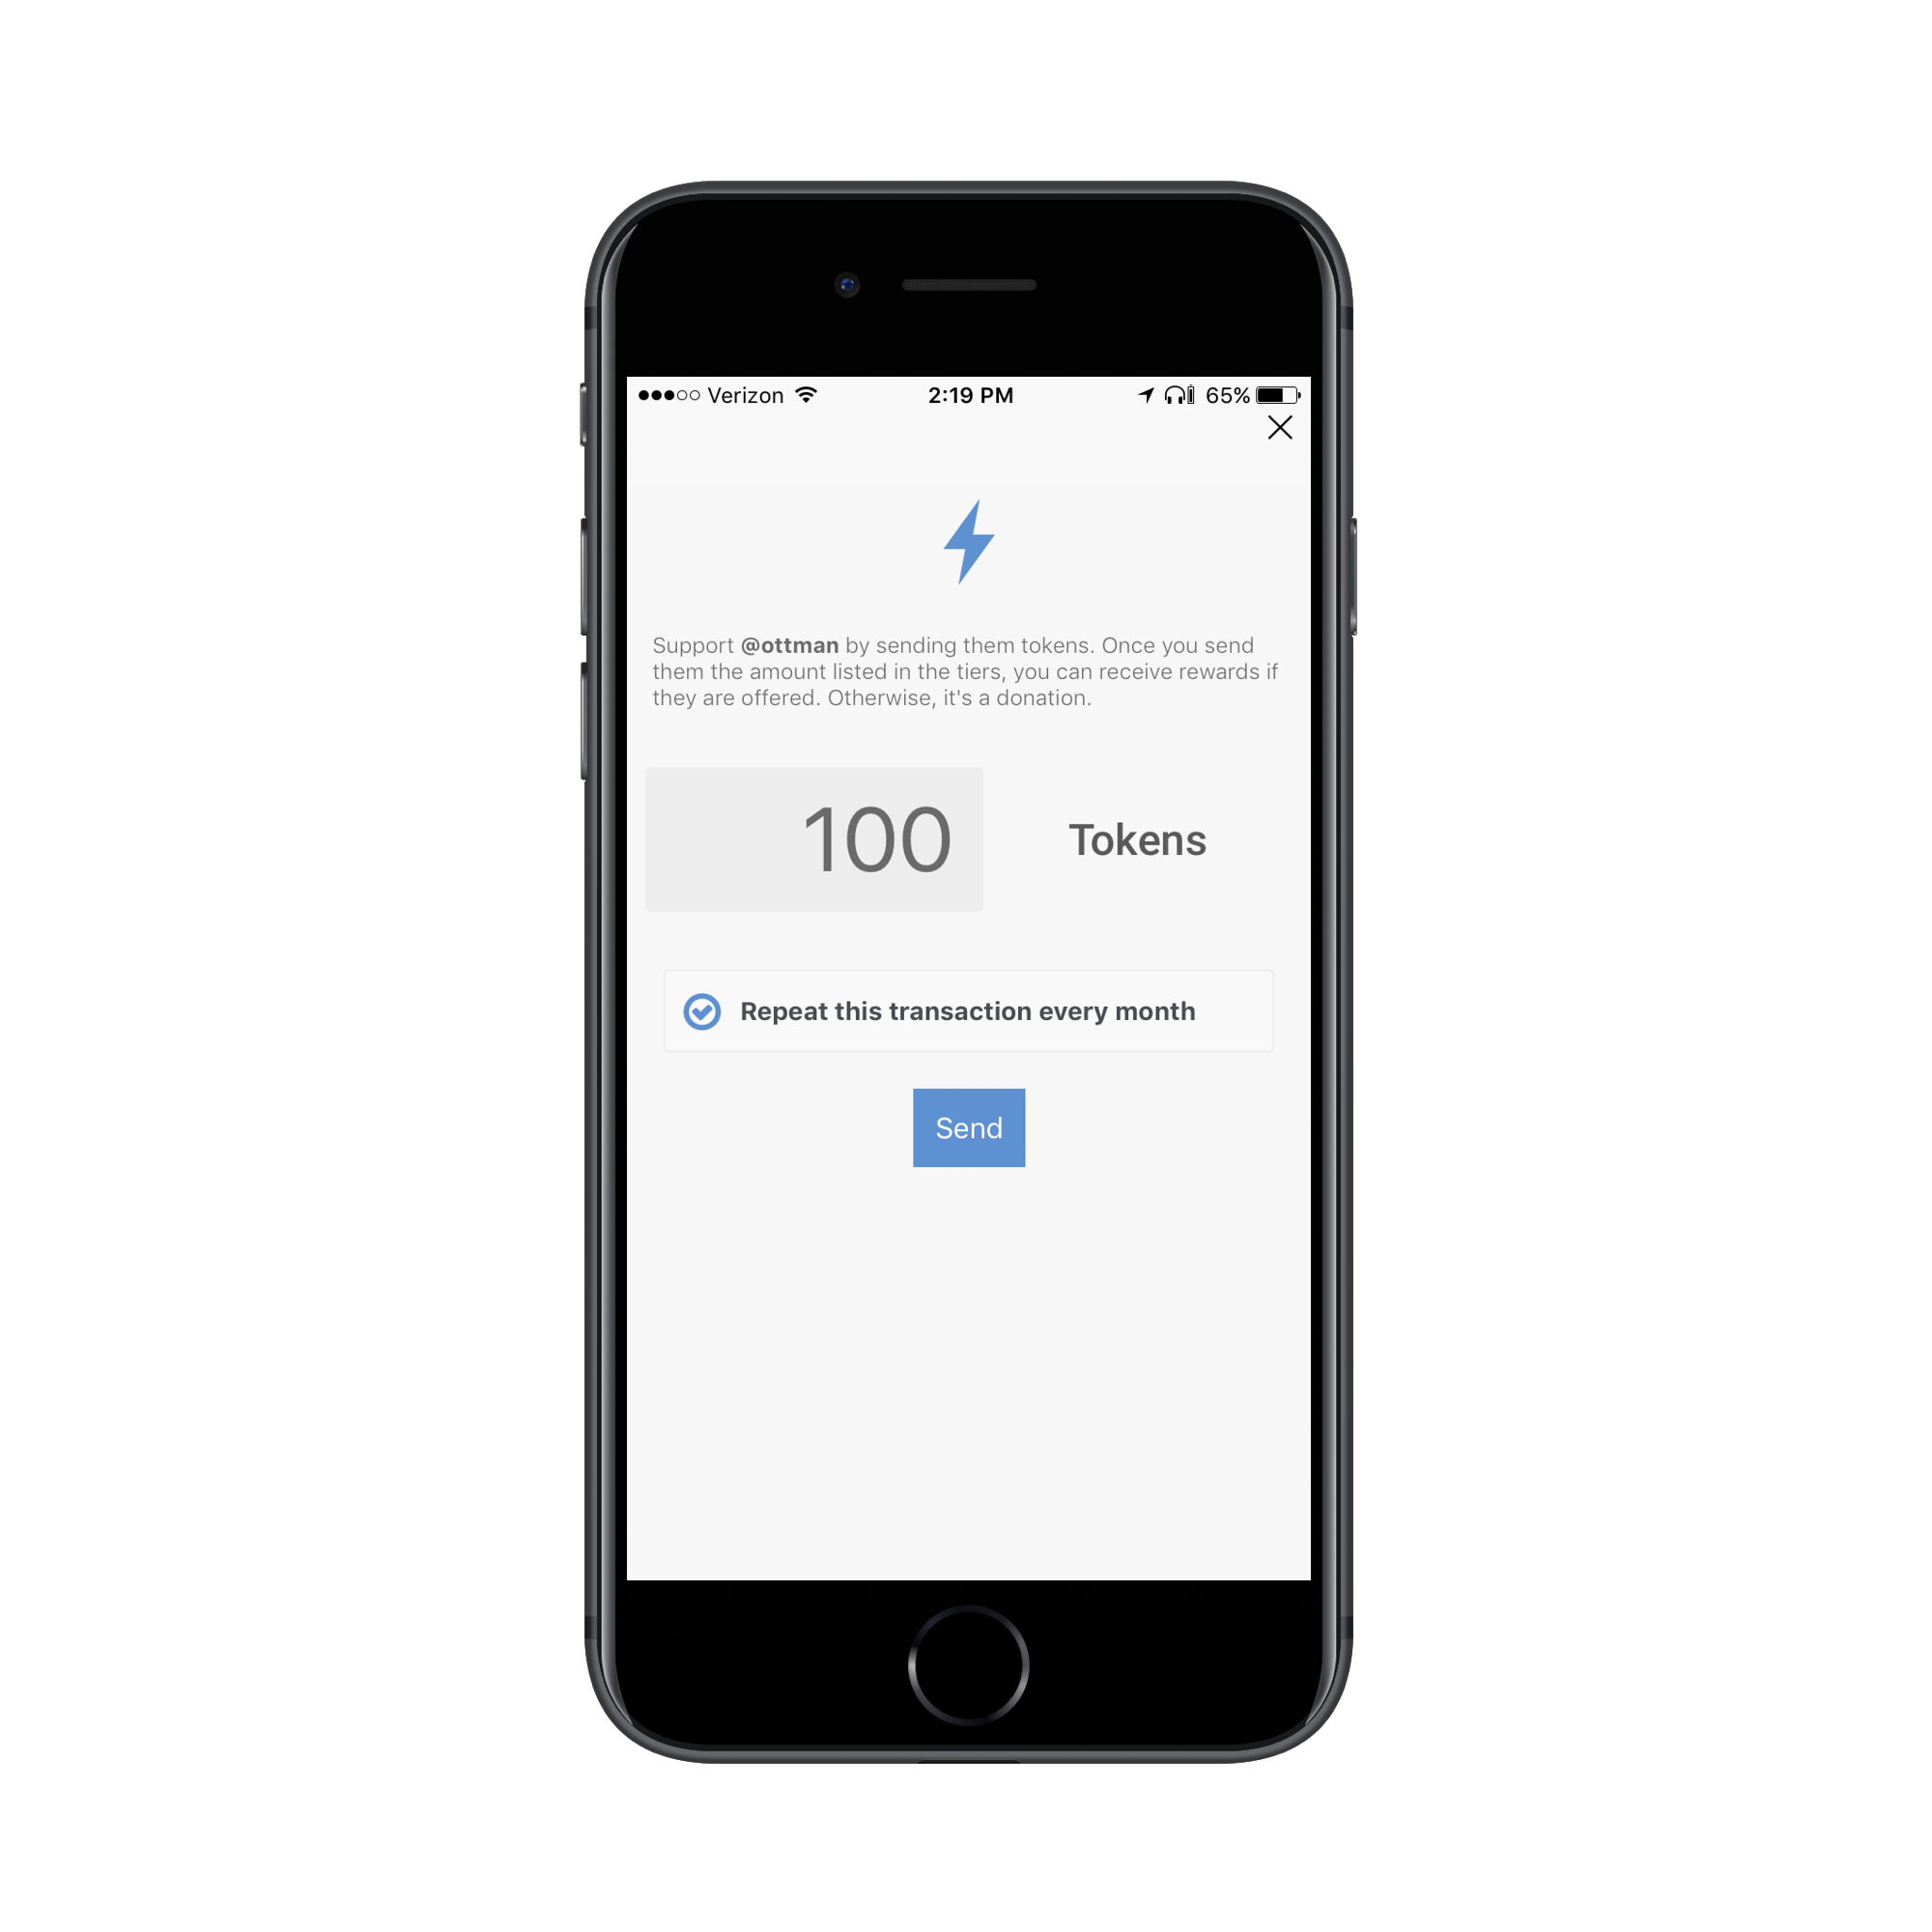 Verizon 2:19 PM 65%
Support @ottman by sending them tokens. Once you send
them the amount listed in the tiers, you can receive rewards if
they are offered. Otherwise, it's a donation.
100 Tokens
Repeat this transaction every month
Send